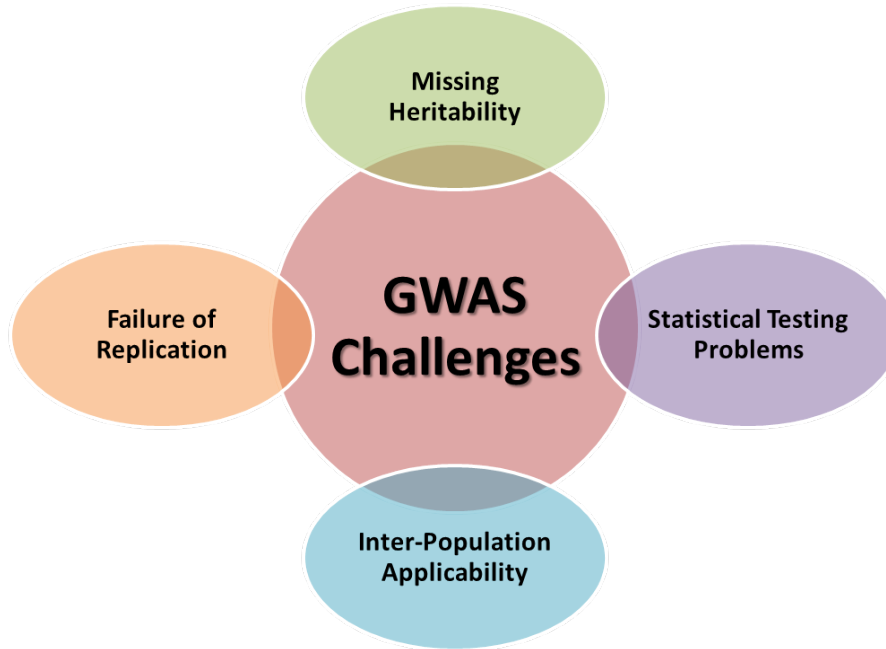 Missing
Heritability
GWAS
Challenges
Failure of
Replication
Statistical Testing
Problems
Inter-Population
Applicability